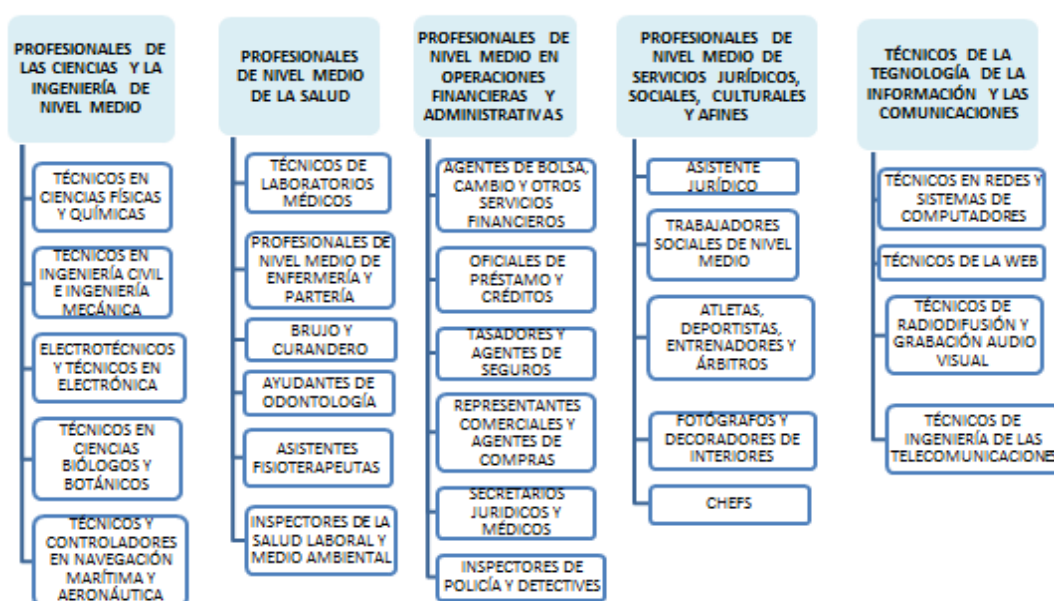 PROFESIONALES DE
LAS CIENCIAS Y LA
INGENIERÍA DE
NIVEL MEDIO
TÉCNICOS EN
CIENCIAS FÍSICAS
Y QUÍMICAS
TECNICOS EN
INGENIERÍA CIVIL
E INGENIERÍA
MECÁNICA
ELECTROTÉCNICOS
Y TÉCNICOS EN
ELECTRÓNICA
TÉCNICOS EN
CIENCIAS
BIÓLOGOS Y
BOTÁNICOS
TÉCNICOS Y
CONTROLADORES
EN NAVEGACIÓN
MARÍTIMA Y
AERONÁUTICA
PROFESIONALES
DE NIVEL MEDIO
DE LA SALUD
TÉCNICOS DE
LABORATORIOS
MÉDICOS
PROFESIONALES DE
NIVEL MEDIO DE
ENFERMERÍA Y
PARTERÍA
BRUJO Y
CURANDERO
AYUDANTES DE
ODONTOLOGÍA
ASISTENTES
FISIOTERAPEUTAS
INSPECTORES DE LA
SALUD LABORAL Y
MEDIO AMBIENTAL
PROFESIONALES DE
NIVEL MEDIO EN
OPERACIONES
FINANCIERAS Y
ADMINISTRATIVAS
AGENTES DE BOLSA,
CAMBIO Y OTROS
SERVICIOS
FINANCIEROS
OFICIALES DE
PRÉSTAMO Y
CRÉDITOS
TASADORES Y
AGENTES DE
SEGUROS
REPRESENTANTES
COMERCIALES Y
AGENTES DE
COMPRAS
SECRETARIOS
JURIDICOS Y
MÉDICOS
INSPECTORES DE
POLICÍA Y DETECTIVES
PROFESIONALES DE
NIVEL MEDIO DE
SERVICIOS JURÍDICOS,
SOCIALES, CULTURALES
Y AFINES
ASISTENTE
JURÍDICO
TRABAJADORES
SOCIALES DE NIVEL
MEDIO
ATLETAS,
DEPORTISTAS,
ENTRENADORES Y
ÁRBITROS
FOTÓGRAFOS Y
DECORADORES DE
INTERIORES
CHEFS
TÉCNICOS DE LA
TEGNOLOGÍA DE LA
INFORMACIÓN Y LAS
COMUNICACIONES
TÉCNICOS EN REDES Y
SISTEMAS DE
COMPUTADORES
TÉCNICOS DE LA WEB
TÉCNICOS DE
RADIODIFUSIÓN Y
GRABACIÓN AUDIO
VISUAL
TÉCNICOS DE
INGENIERÍA DE LAS
TELECOMUNICACIONE